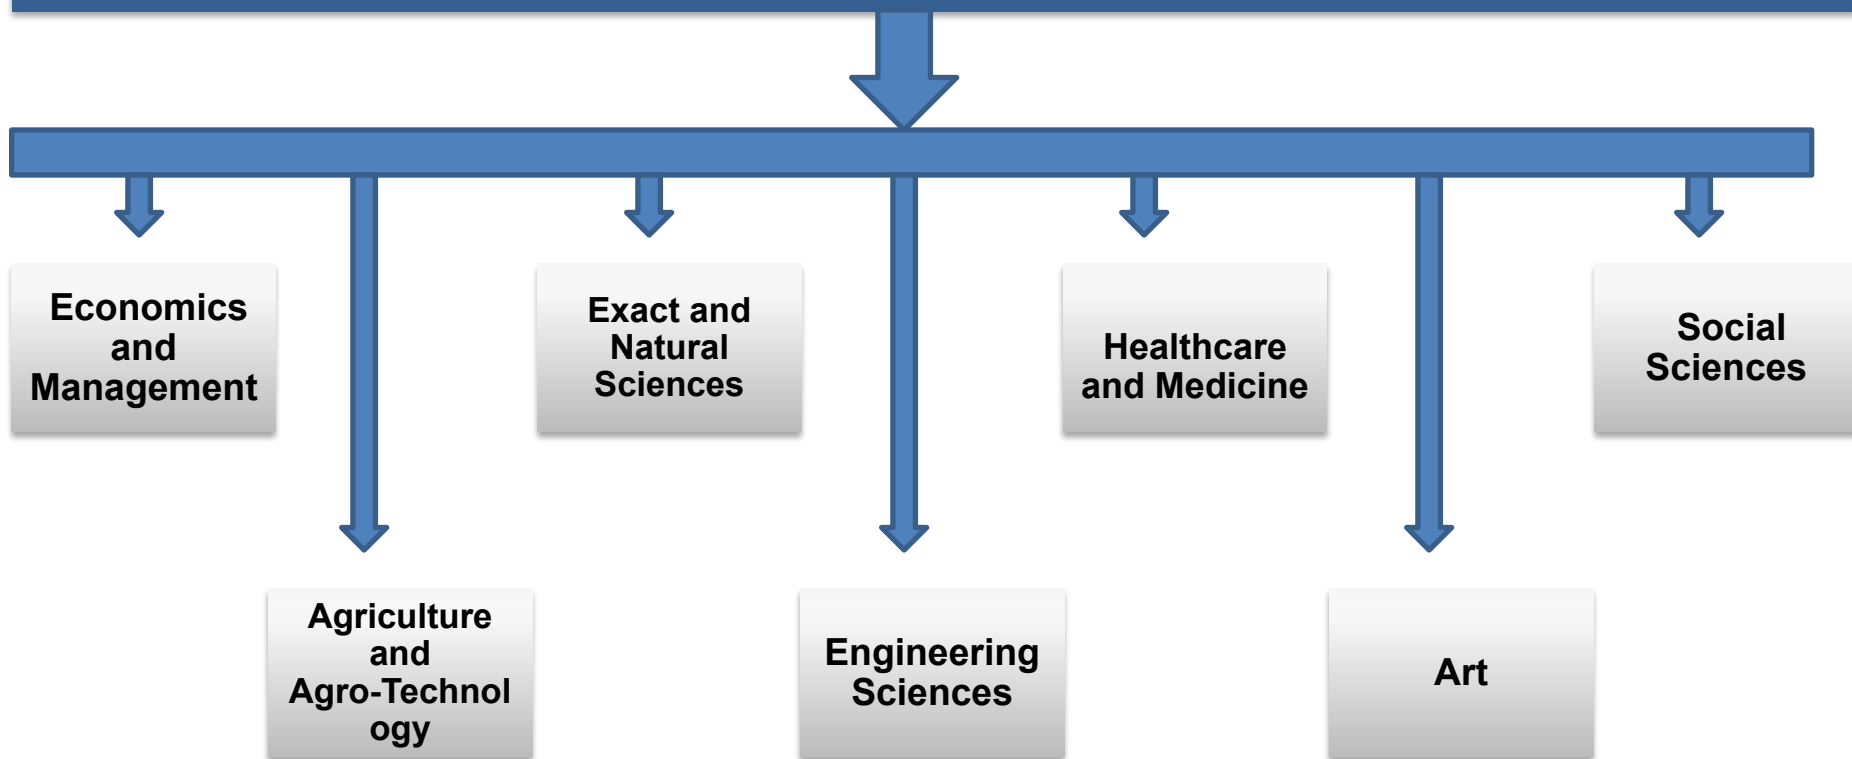 Economics
and
Management
Exact and
Natural
Sciences
Healthcare
and Medicine
Social
Sciences
Agriculture
and
Agro-Technol
ogy
Engineering
Sciences
Art